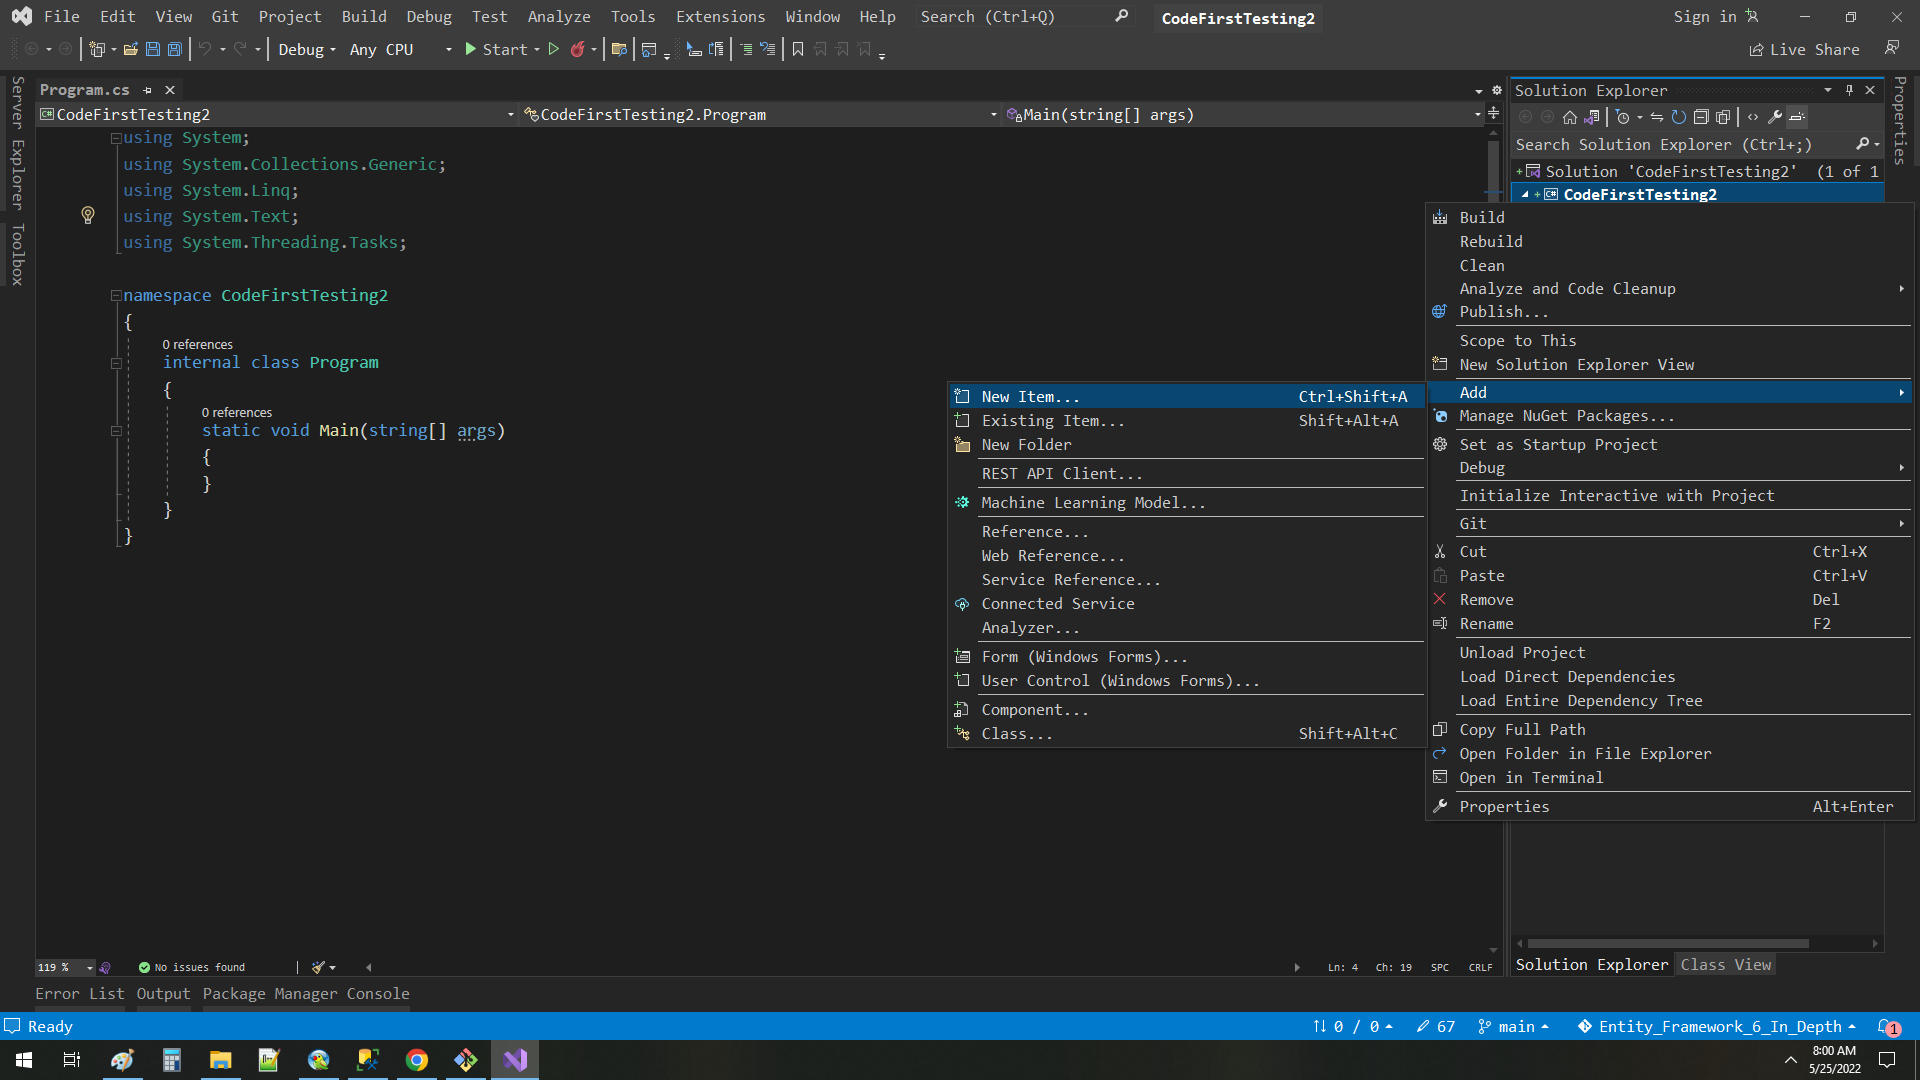 File Edit View Git Project Build Debug Test Analyze Tools Extensions Window Help Search (Ctrl+Q) CodeFirstTesting2 Sign in
Debug Any CPU Start Live Share
Server Explorer
Toolbox
Program.cs
CodeFirstTesting2 CodeFirstTesting2.Program Main(string[] args)
using System;
using System.Collections.Generic;
using System.Linq;
using System.Text;
using System.Threading.Tasks;
namespace CodeFirstTesting2
{
0 references
internal class Program
{
0 references
static void Main(string[] args)
{
}
}
}
New Item... Ctrl+Shift+A
Existing Item... Shift+Alt+A
New Folder
REST API Client...
Machine Learning Model...
Reference...
Web Reference...
Service Reference...
Connected Service
Analyzer...
Form (Windows Forms)...
User Control (Windows Forms)...
Component...
Class... Shift+Alt+C
Solution Explorer
Search Solution Explorer (Ctrl+;)
Solution 'CodeFirstTesting2' (1 of 1
CodeFirstTesting2
Build
Rebuild
Clean
Analyze and Code Cleanup
Publish...
Scope to This
New Solution Explorer View
Add
Manage NuGet Packages...
Set as Startup Project
Debug
Initialize Interactive with Project
Git
Cut Ctrl+X
Paste Ctrl+V
Remove Del
Rename F2
Unload Project
Load Direct Dependencies
Load Entire Dependency Tree
Copy Full Path
Open Folder in File Explorer
Open in Terminal
Properties Alt+Enter
Properties
119 % No issues found Ln: 4 Ch: 19 SPC CRLF
Solution Explorer Class View
Error List Output Package Manager Console
Ready 0 / 0 67 main Entity_Framework_6_In_Depth 1
8:00 AM
5/25/2022